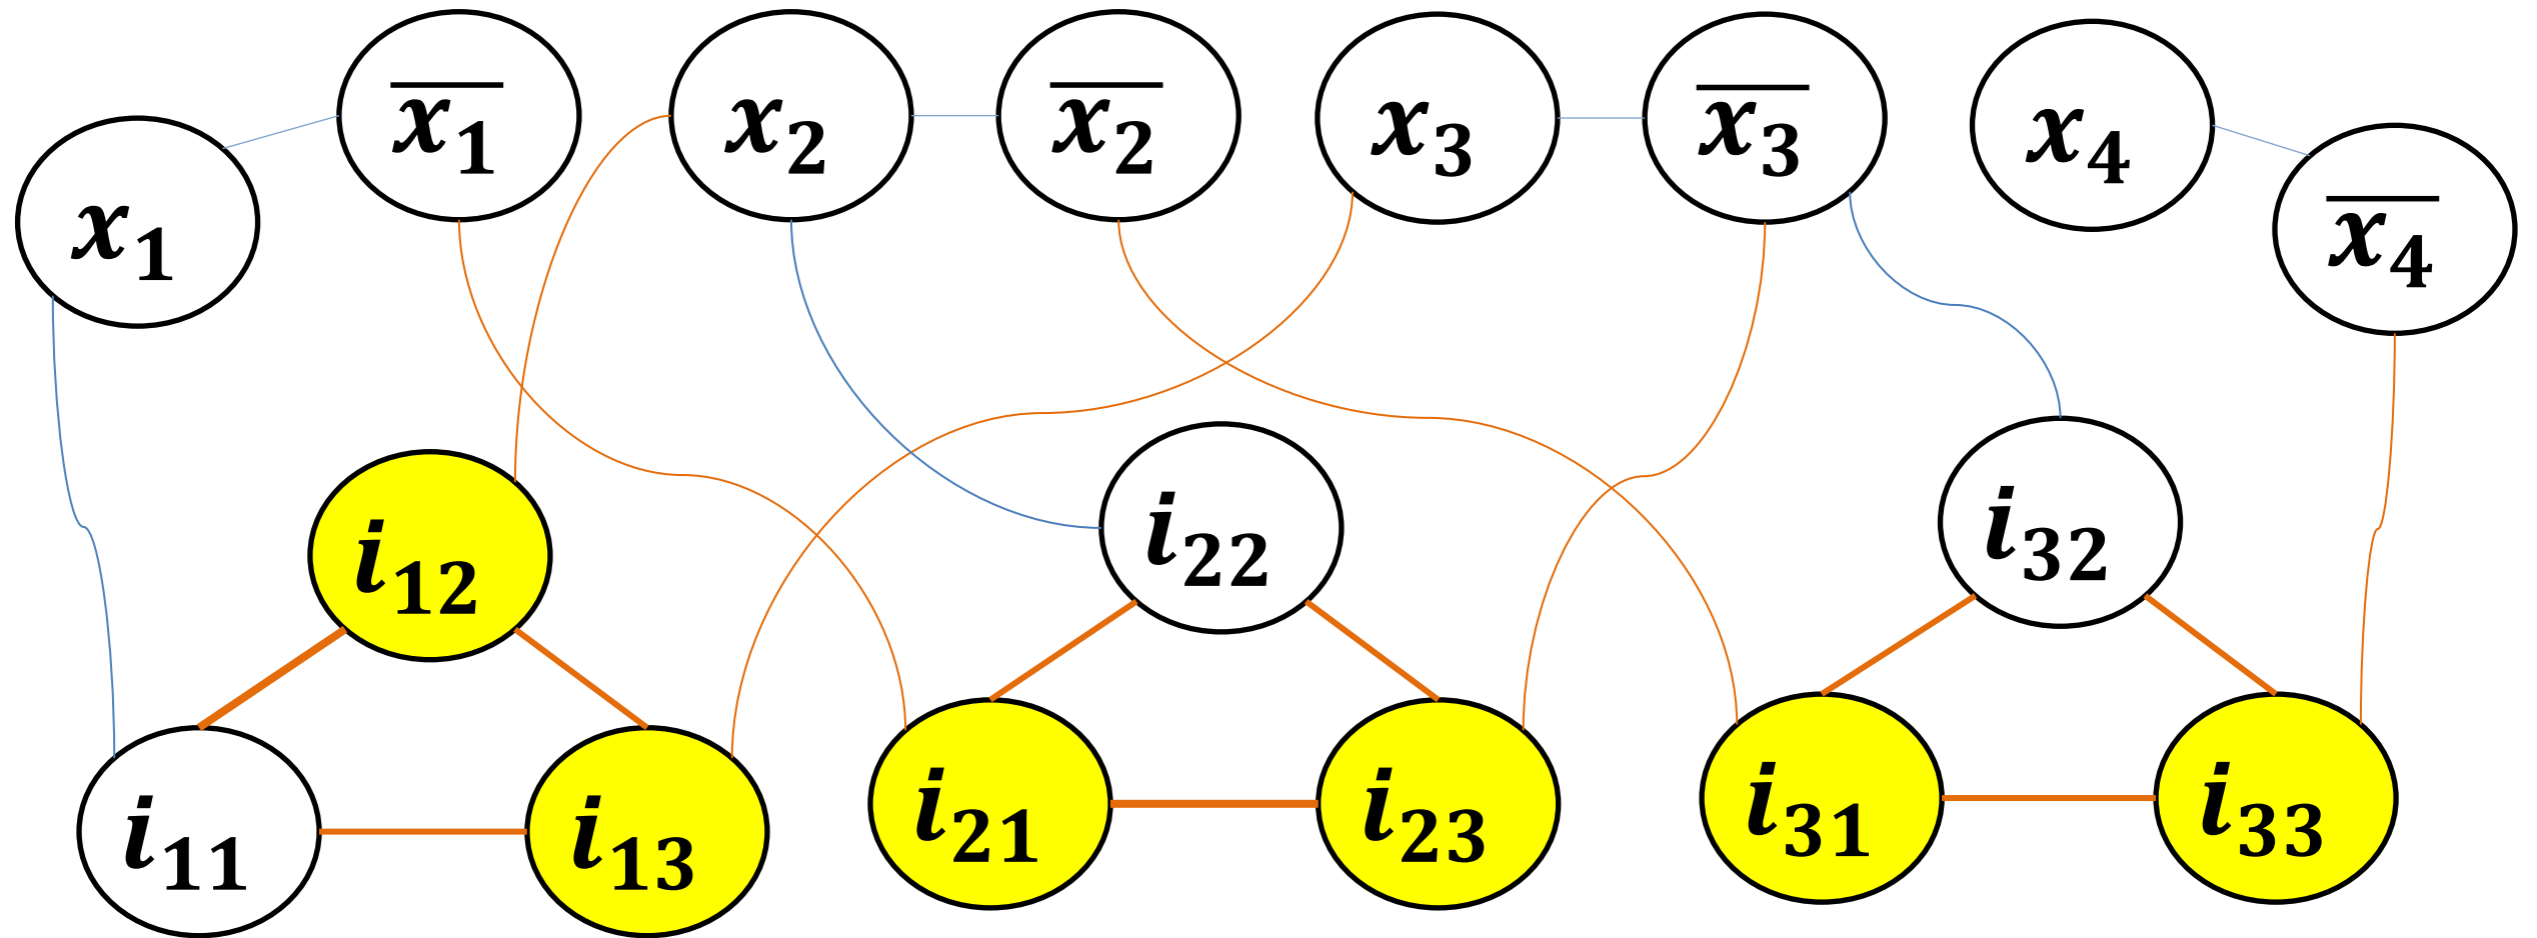 x₁ x̅₁ x₂ x̅₂ x₃ x̅₃ x₄ x̅₄
i₁₂ i₂₂ i₃₂
i₁₁ i₁₃ i₂₁ i₂₃ i₃₁ i₃₃